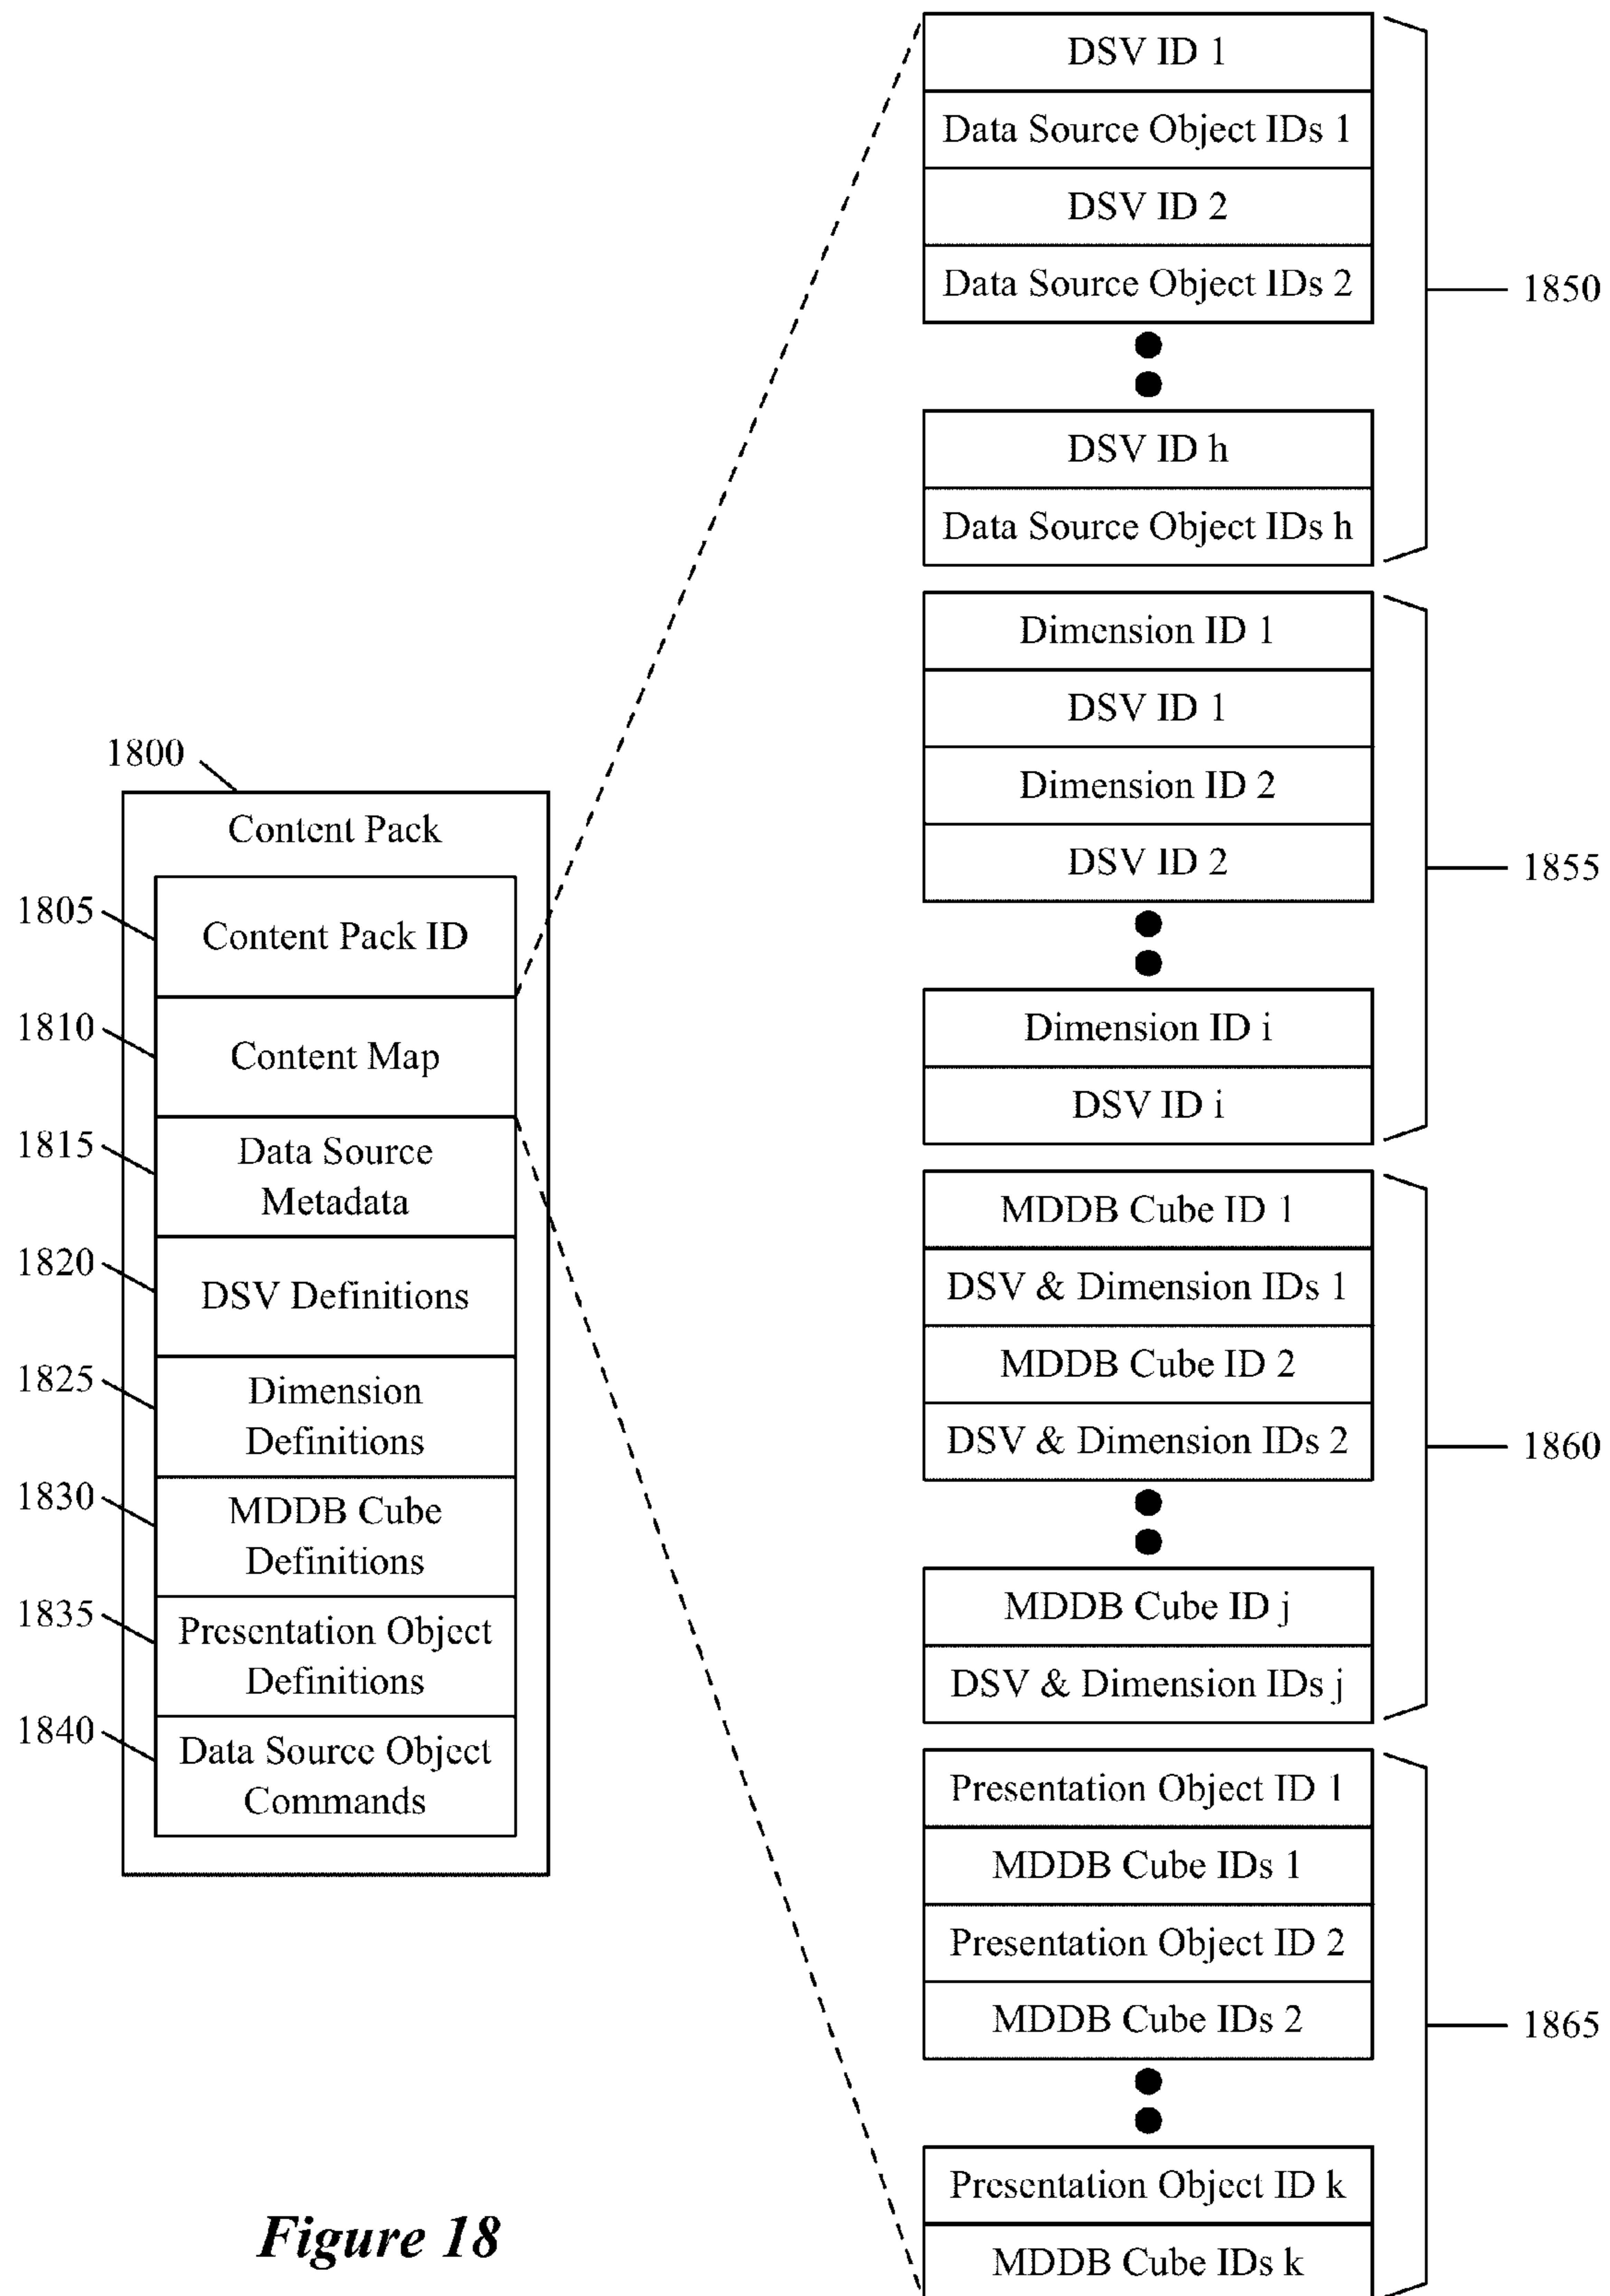 1800
Content Pack
1805
Content Pack ID
1810
Content Map
1815
Data Source
Metadata
1820
DSV Definitions
1825
Dimension
Definitions
1830
MDDB Cube
Definitions
1835
Presentation Object
Definitions
1840
Data Source Object
Commands
DSV ID 1
Data Source Object IDs 1
DSV ID 2
Data Source Object IDs 2
DSV ID h
Data Source Object IDs h
1850
Dimension ID 1
DSV ID 1
Dimension ID 2
DSV ID 2
Dimension ID i
DSV ID i
1855
MDDB Cube ID 1
DSV & Dimension IDs 1
MDDB Cube ID 2
DSV & Dimension IDs 2
MDDB Cube ID j
DSV & Dimension IDs j
1860
Presentation Object ID 1
MDDB Cube IDs 1
Presentation Object ID 2
MDDB Cube IDs 2
Presentation Object ID k
MDDB Cube IDs k
1865
Figure 18